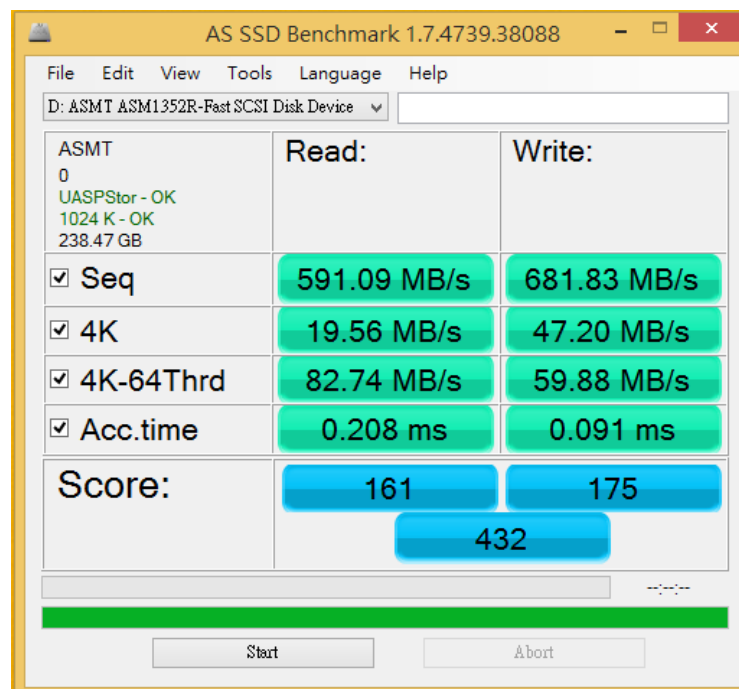 AS SSD Benchmark 1.7.4739.38088
File Edit View Tools Language Help
D: ASMT ASM1352R-Fast SCSI Disk Device
ASMT
0
UASPStor - OK
1024 K - OK
238.47 GB
Read: Write:
Seq 591.09 MB/s 681.83 MB/s
4K 19.56 MB/s 47.20 MB/s
4K-64Thrd 82.74 MB/s 59.88 MB/s
Acc.time 0.208 ms 0.091 ms
Score: 161 175
432
--:--:--
Start Abort